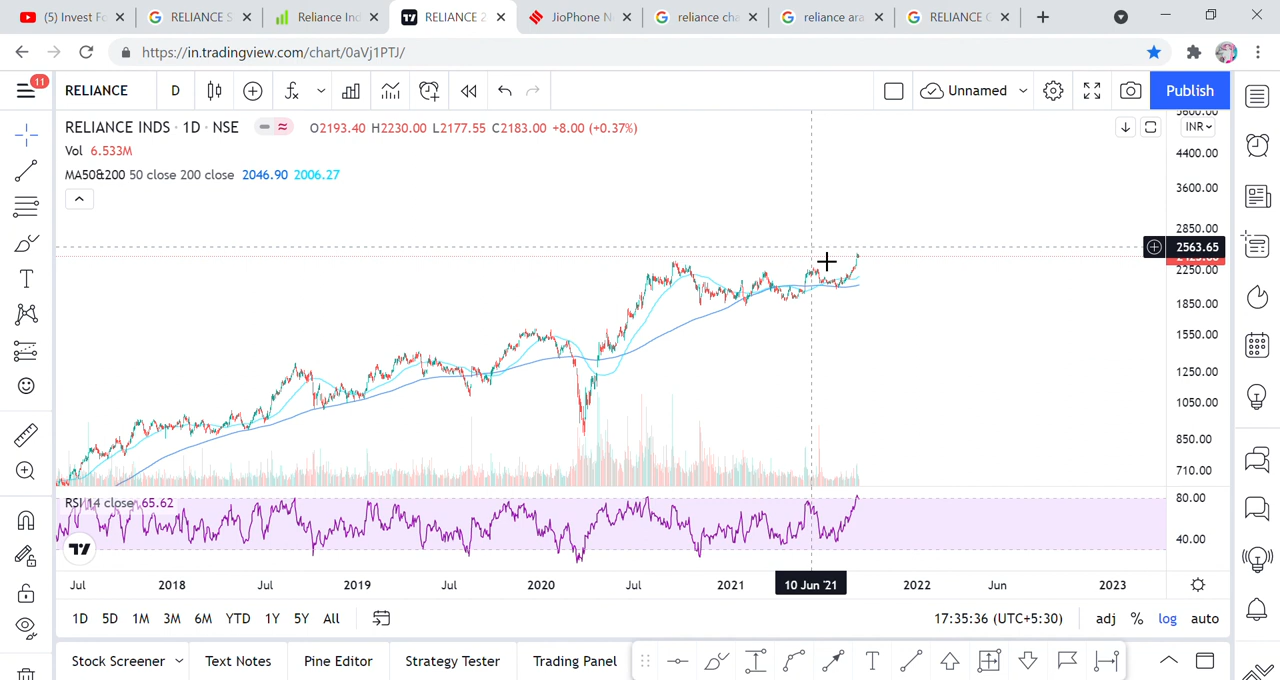 (5) Invest Fo
RELIANCE S
Reliance Ind
RELIANCE 2
JioPhone N
reliance cha
reliance ara
RELIANCE G
https://in.tradingview.com/chart/0aVj1PTJ/
11
RELIANCE
D
Unnamed
Publish
RELIANCE INDS · 1D · NSE
O2193.40 H2230.00 L2177.55 C2183.00 +8.00 (+0.37%)
INR
Vol 6.533M
MA50&200 50 close 200 close 2046.90 2006.27
4400.00
3600.00
2850.00
2563.65
2250.00
1850.00
1550.00
1250.00
1050.00
850.00
710.00
RSI 14 close 65.62
80.00
40.00
Jul 2018 Jul 2019 Jul 2020 Jul 2021 10 Jun '21 2022 Jun 2023
1D 5D 1M 3M 6M YTD 1Y 5Y All
17:35:36 (UTC+5:30)
adj % log auto
Stock Screener
Text Notes
Pine Editor
Strategy Tester
Trading Panel